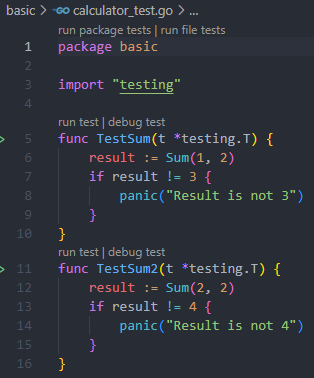 basic > calculator_test.go > ...
run package tests | run file tests
1 package basic
2
3 import "testing"
4
run test | debug test
5 func TestSum(t *testing.T) {
6 result := Sum(1, 2)
7 if result != 3 {
8 panic("Result is not 3")
9 }
10 }
run test | debug test
11 func TestSum2(t *testing.T) {
12 result := Sum(2, 2)
13 if result != 4 {
14 panic("Result is not 4")
15 }
16 }